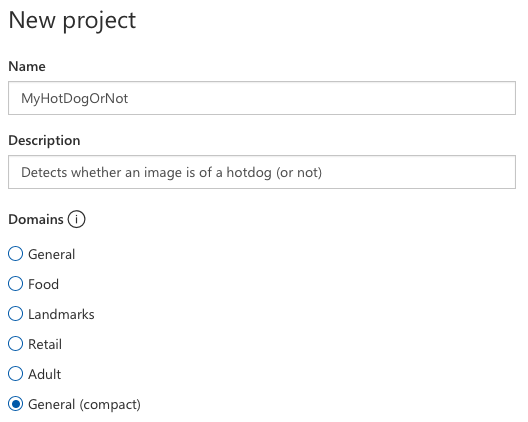 New project
Name
MyHotDogOrNot
Description
Detects whether an image is of a hotdog (or not)
Domains i
General
Food
Landmarks
Retail
Adult
General (compact)